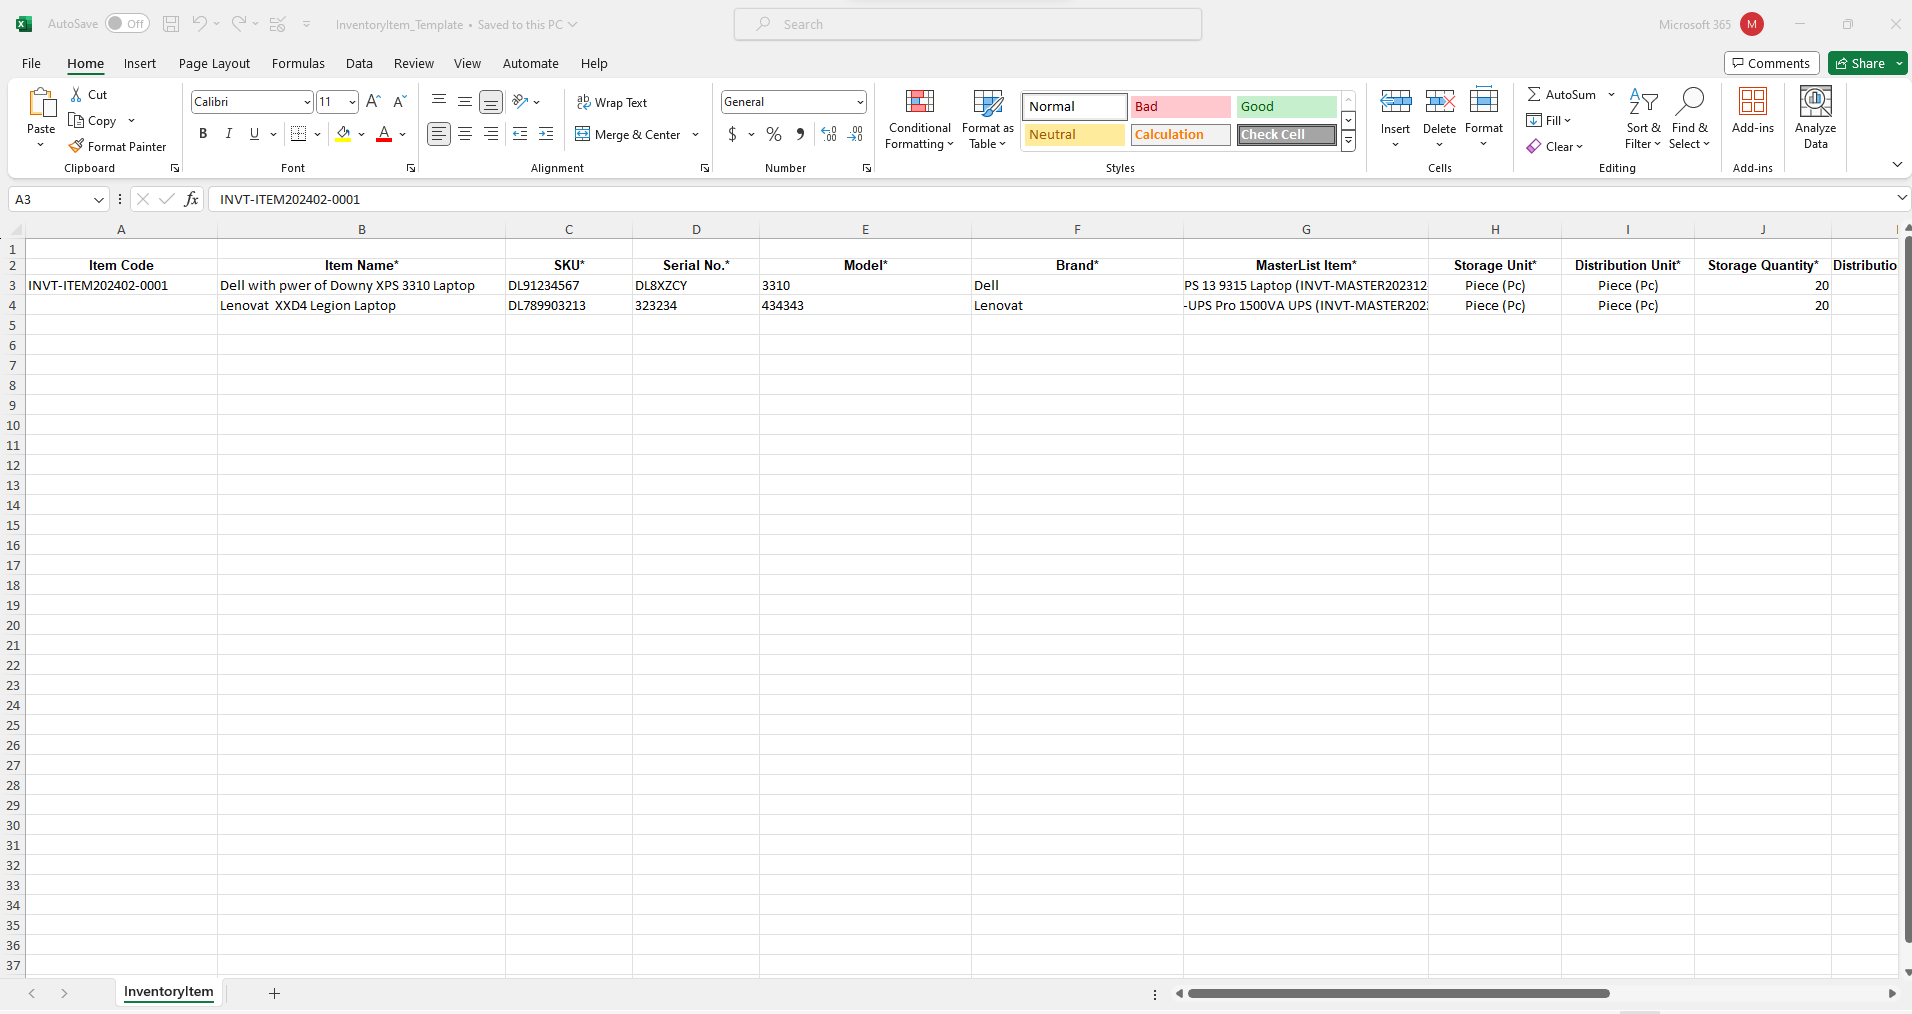 AutoSave Off InventoryItem_Template • Saved to this PC Search Microsoft 365 M
File Home Insert Page Layout Formulas Data Review View Automate Help Comments Share
Paste Cut Copy Format Painter
Clipboard
Calibri 11
B I U A
Font
ab Wrap Text
Merge & Center
Alignment
General
$ % 9 .00
Number
Conditional Formatting
Format as Table
Normal Bad Good
Neutral Calculation Check Cell
Styles
Insert Delete Format
Cells
AutoSum
Fill
Clear
Sort & Filter
Find & Select
Editing
Add-ins
Add-ins
Analyze Data
A3 fx INVT-ITEM202402-0001
A B C D E F G H I J
1
2 Item Code Item Name* SKU* Serial No.* Model* Brand* MasterList Item* Storage Unit* Distribution Unit* Storage Quantity* Distributio
3 INVT-ITEM202402-0001 Dell with pwer of Downy XPS 3310 Laptop DL91234567 DL8XZCY 3310 Dell PS 13 9315 Laptop (INVT-MASTER202312- Piece (Pc) Piece (Pc) 20
4 Lenovat XXD4 Legion Laptop DL789903213 323234 434343 Lenovat -UPS Pro 1500VA UPS (INVT-MASTER202 Piece (Pc) Piece (Pc) 20
5
6
7
8
9
10
11
12
13
14
15
16
17
18
19
20
21
22
23
24
25
26
27
28
29
30
31
32
33
34
35
36
37
InventoryItem